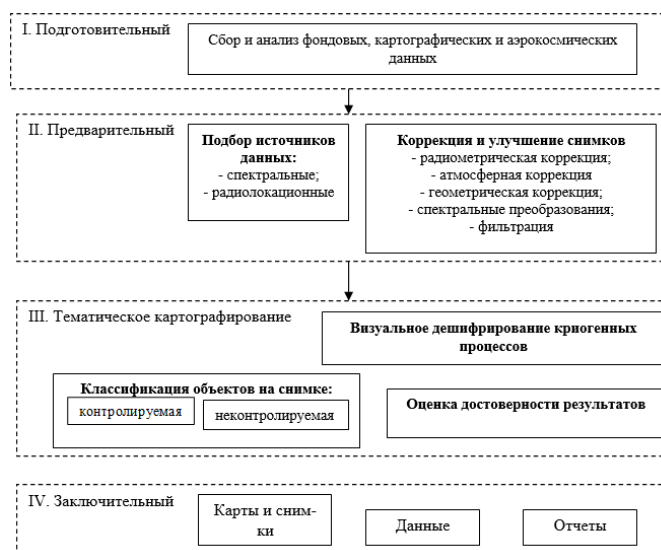 I. Подготовительный
Сбор и анализ фондовых, картографических и аэрокосмических
данных
II. Предварительный
Подбор источников
данных:
- спектральные;
- радиолокационные
Коррекция и улучшение снимков
- радиометрическая коррекция;
- атмосферная коррекция
- геометрическая коррекция;
- спектральные преобразования;
- фильтрация
III. Тематическое картографирование
Визуальное дешифрирование криогенных
процессов
Классификация объектов на снимке:
контролируемая
неконтролируемая
Оценка достоверности результатов
IV. Заключительный
Карты и сним-
ки
Данные
Отчеты